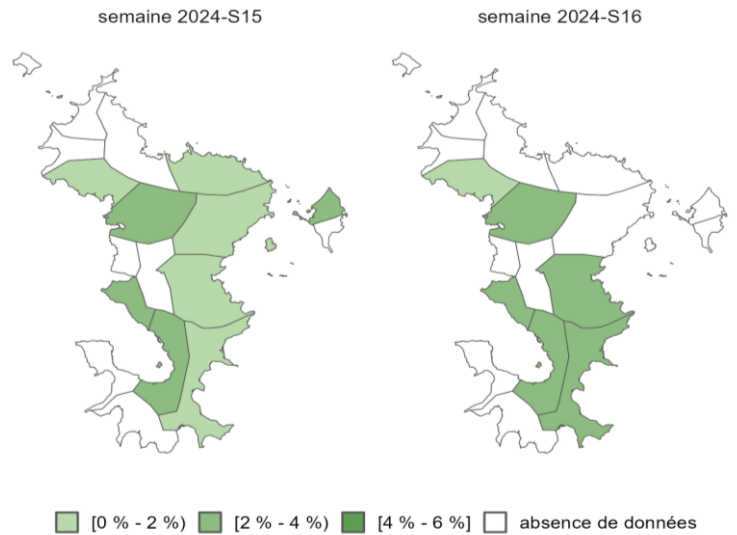 semaine 2024-S15
semaine 2024-S16
[0 % - 2 %) [2 % - 4 %) [4 % - 6 %] absence de données